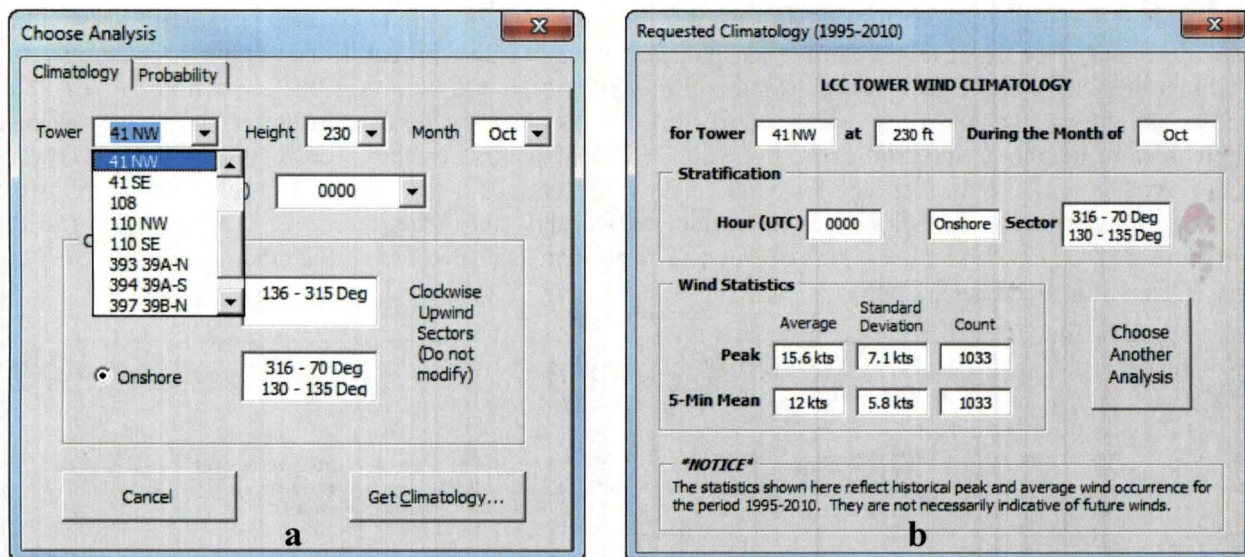 Choose Analysis
Climatology Probability
Tower 41 NW Height 230 Month Oct
41 NW
41 SE
108
110 NW
110 SE
393 39A-N
394 39A-S
397 39B-N
) 0000
136 - 315 Deg
Onshore
316 - 70 Deg
130 - 135 Deg
Clockwise
Upwind
Sectors
(Do not
modify)
Cancel Get Climatology...
a
Requested Climatology (1995-2010)
LCC TOWER WIND CLIMATOLOGY
for Tower 41 NW at 230 ft During the Month of Oct
Stratification
Hour (UTC) 0000 Onshore Sector 316 - 70 Deg
130 - 135 Deg
Wind Statistics
Average Standard Deviation Count
Peak 15.6 kts 7.1 kts 1033
5-Min Mean 12 kts 5.8 kts 1033
Choose
Another
Analysis
*NOTICE*
The statistics shown here reflect historical peak and average wind occurrence for
the period 1995-2010. They are not necessarily indicative of future winds.
b